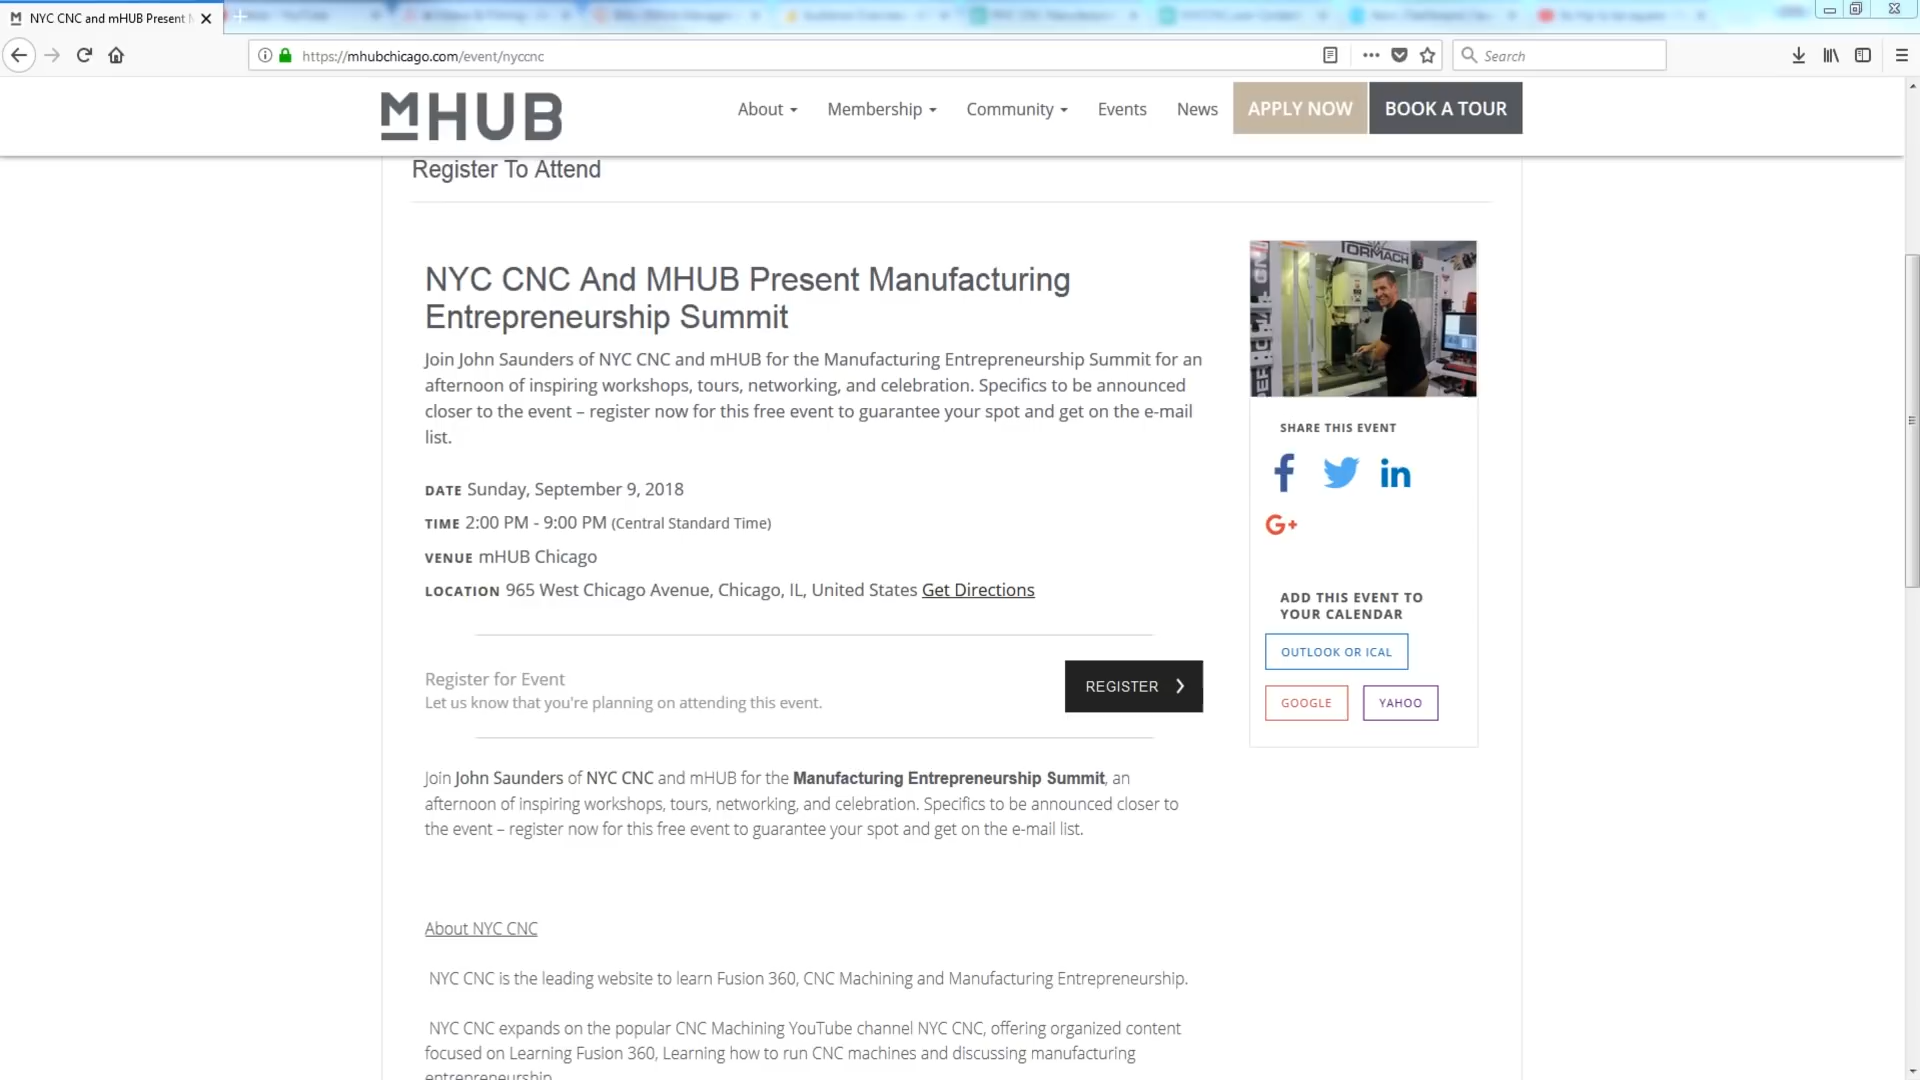 NYC CNC and mHUB Present
https://mhubchicago.com/event/nyccnc
Search
MHUB
About
Membership
Community
Events
News
APPLY NOW
BOOK A TOUR
Register To Attend
NYC CNC And MHUB Present Manufacturing
Entrepreneurship Summit
Join John Saunders of NYC CNC and mHUB for the Manufacturing Entrepreneurship Summit for an
afternoon of inspiring workshops, tours, networking, and celebration. Specifics to be announced
closer to the event – register now for this free event to guarantee your spot and get on the e-mail
list.
DATE Sunday, September 9, 2018
TIME 2:00 PM - 9:00 PM (Central Standard Time)
VENUE mHUB Chicago
LOCATION 965 West Chicago Avenue, Chicago, IL, United States Get Directions
TORMACH
SHARE THIS EVENT
f
in
G+
ADD THIS EVENT TO
YOUR CALENDAR
OUTLOOK OR ICAL
GOOGLE
YAHOO
Register for Event
Let us know that you're planning on attending this event.
REGISTER
Join John Saunders of NYC CNC and mHUB for the Manufacturing Entrepreneurship Summit, an
afternoon of inspiring workshops, tours, networking, and celebration. Specifics to be announced closer to
the event – register now for this free event to guarantee your spot and get on the e-mail list.
About NYC CNC
NYC CNC is the leading website to learn Fusion 360, CNC Machining and Manufacturing Entrepreneurship.
NYC CNC expands on the popular CNC Machining YouTube channel NYC CNC, offering organized content
focused on Learning Fusion 360, Learning how to run CNC machines and discussing manufacturing
entrepreneurship.